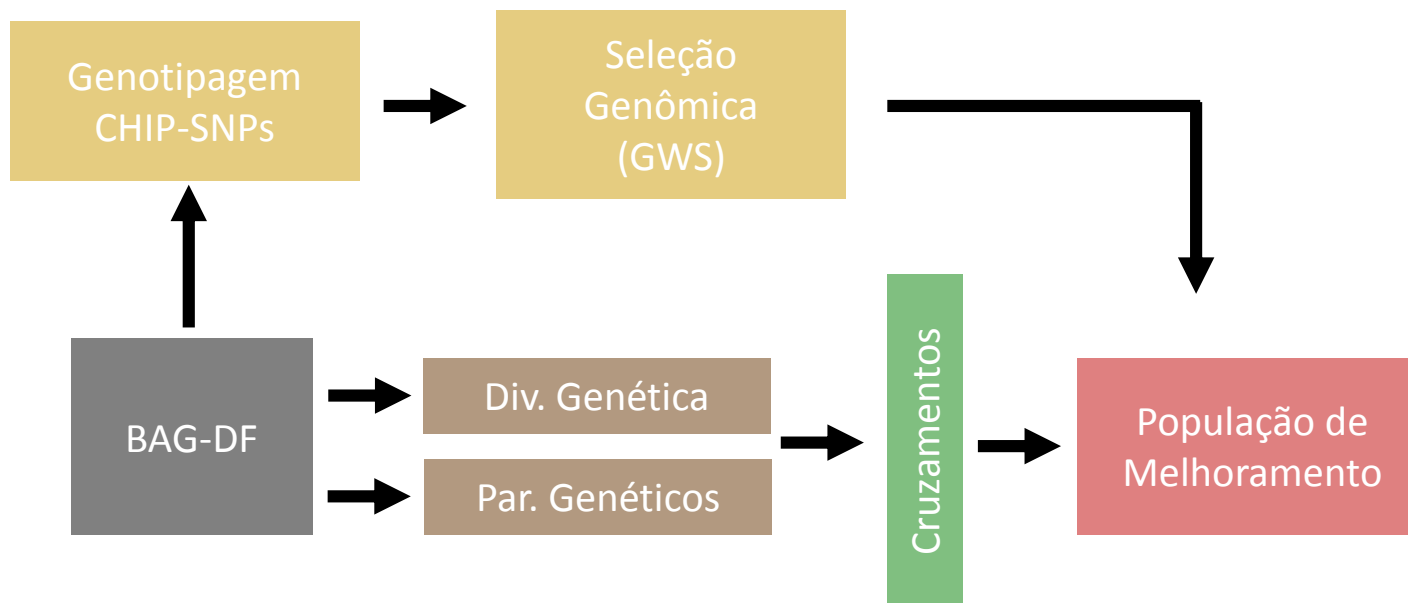 Genotipagem
CHIP-SNPs
Seleção
Genômica
(GWS)
BAG-DF
Div. Genética
Par. Genéticos
Cruzamentos
População de
Melhoramento